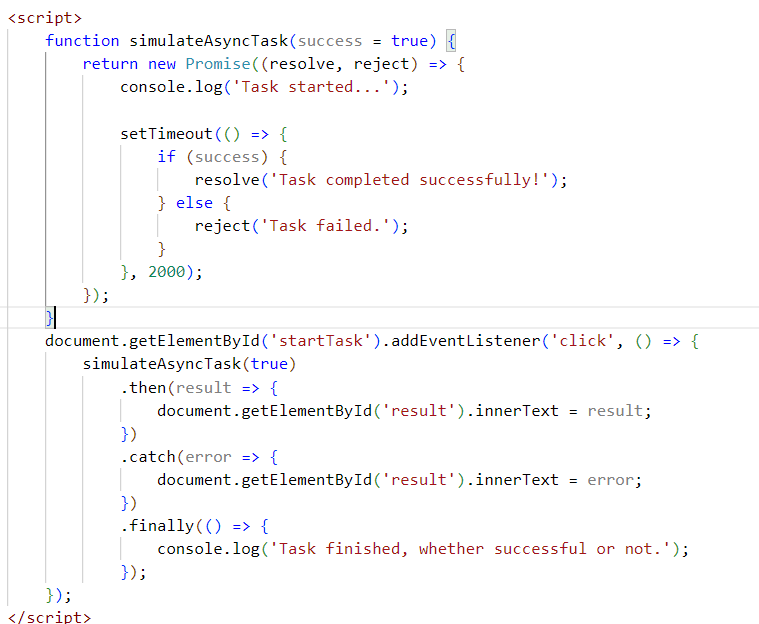 <script>
    function simulateAsyncTask(success = true) {
        return new Promise((resolve, reject) => {
            console.log('Task started...');

            setTimeout(() => {
                if (success) {
                    resolve('Task completed successfully!');
                } else {
                    reject('Task failed.');
                }
            }, 2000);
        });
    }
    document.getElementById('startTask').addEventListener('click', () => {
        simulateAsyncTask(true)
            .then(result => {
                document.getElementById('result').innerText = result;
            })
            .catch(error => {
                document.getElementById('result').innerText = error;
            })
            .finally(() => {
                console.log('Task finished, whether successful or not.');
            });
    });
</script>